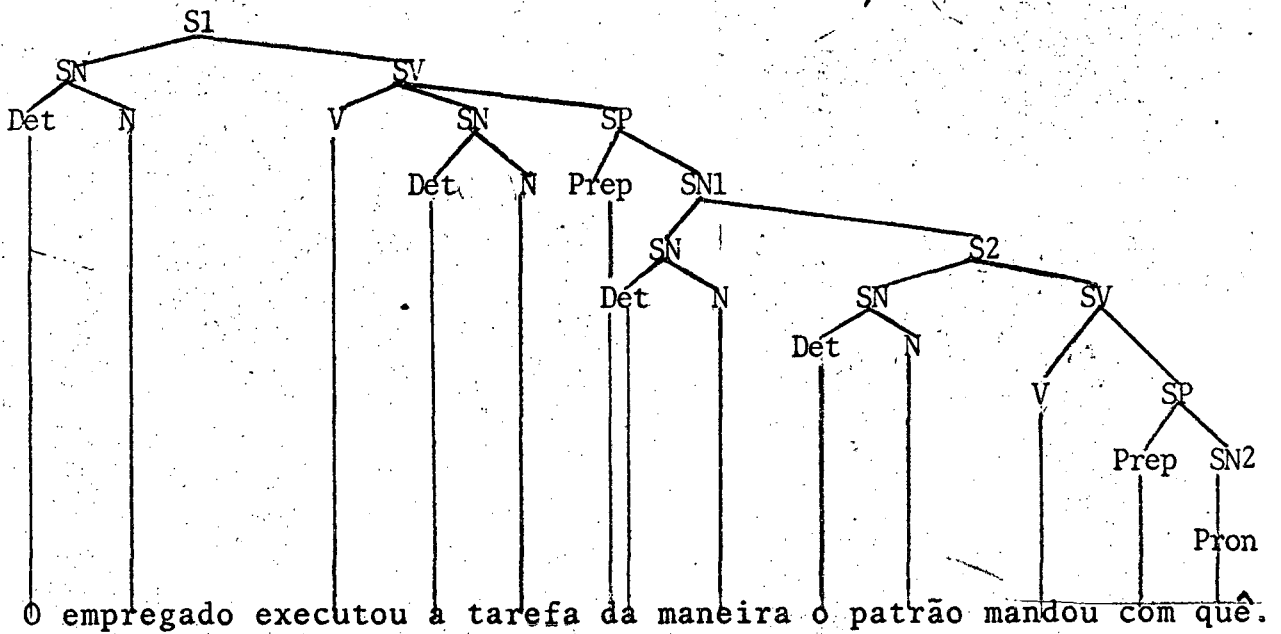 S1
SN SV
Det N V SN SP
Det N Prep SN1
SN S2
Det N SN SV
Det N
V SP
Prep SN2
Pron
O empregado executou a tarefa da maneira o patrão mandou com quê.